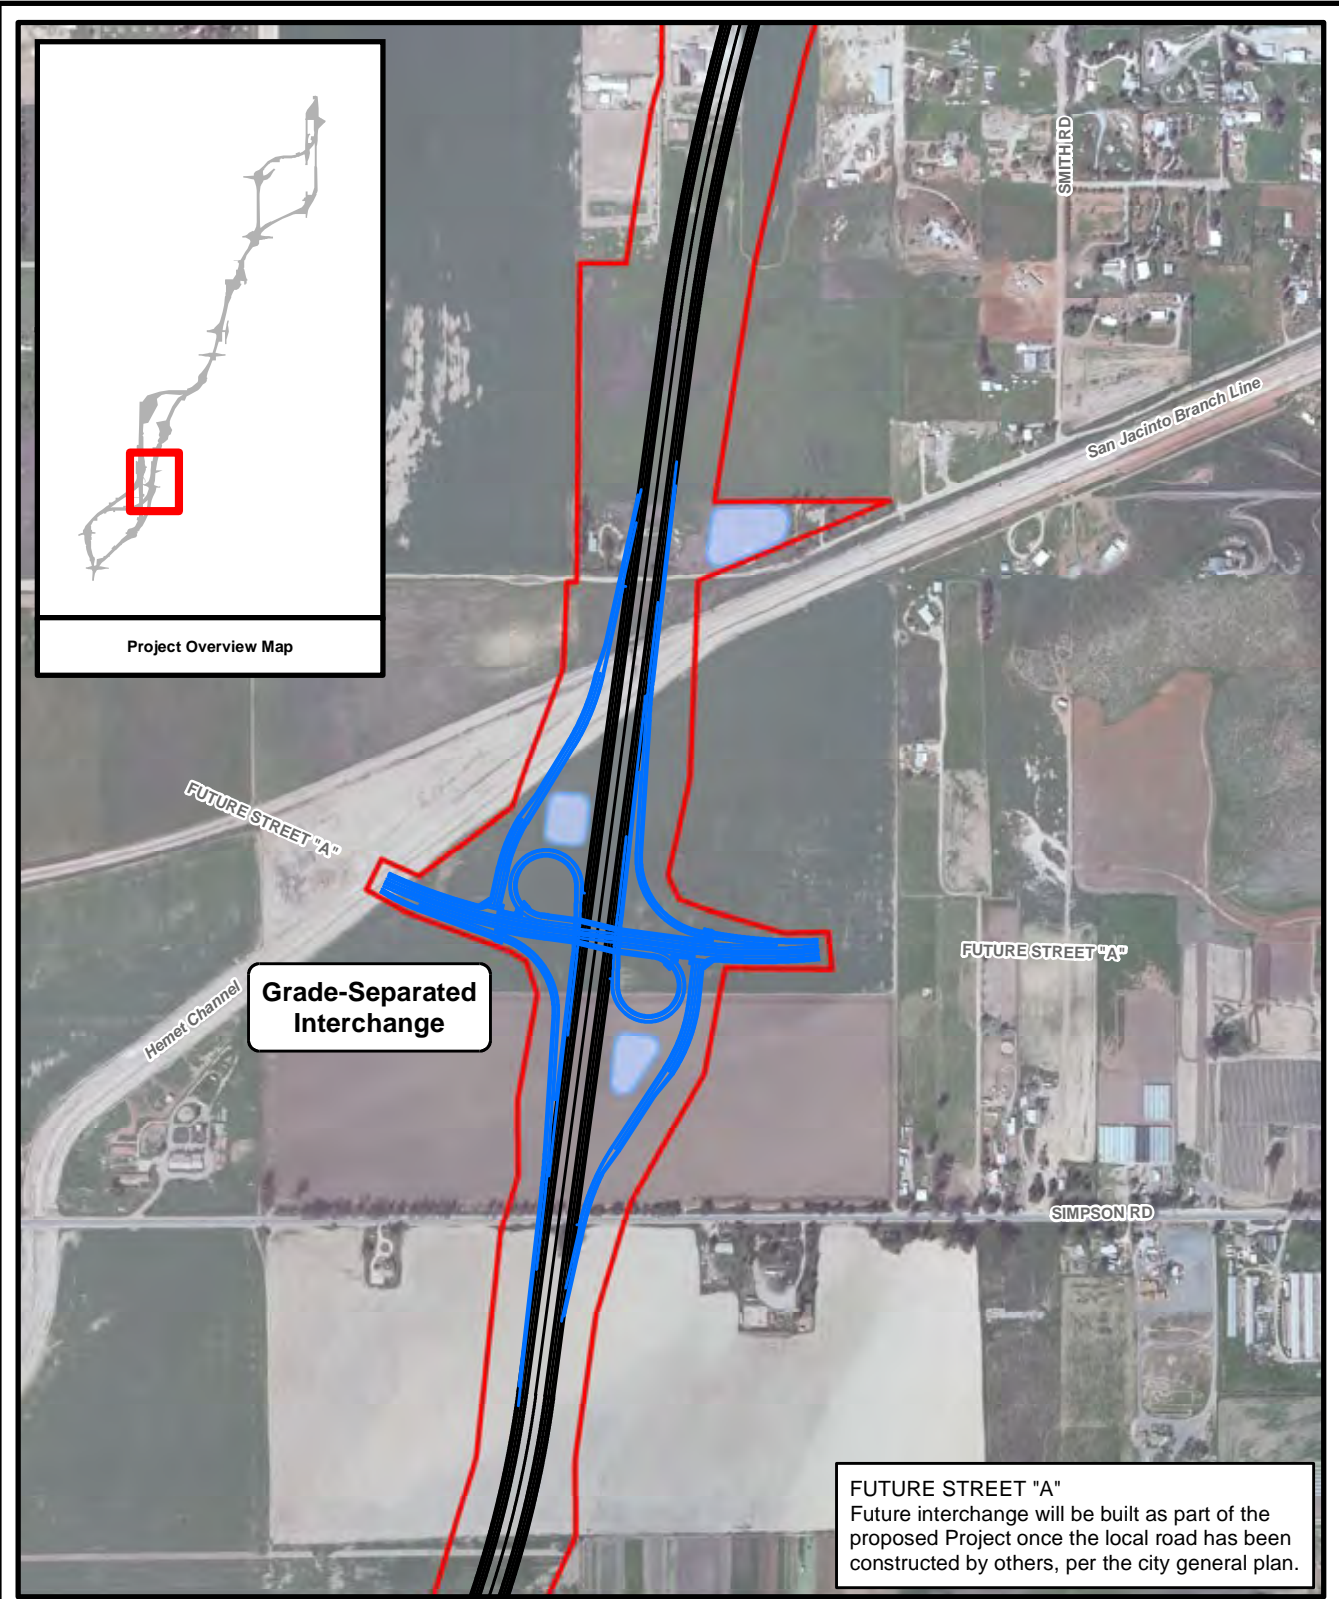 Project Overview Map
SMITH RD
San Jacinto Branch Line
FUTURE STREET "A"
Hemet Channel
Grade-Separated
Interchange
FUTURE STREET "A"
SIMPSON RD
FUTURE STREET "A"
Future interchange will be built as part of the
proposed Project once the local road has been
constructed by others, per the city general plan.